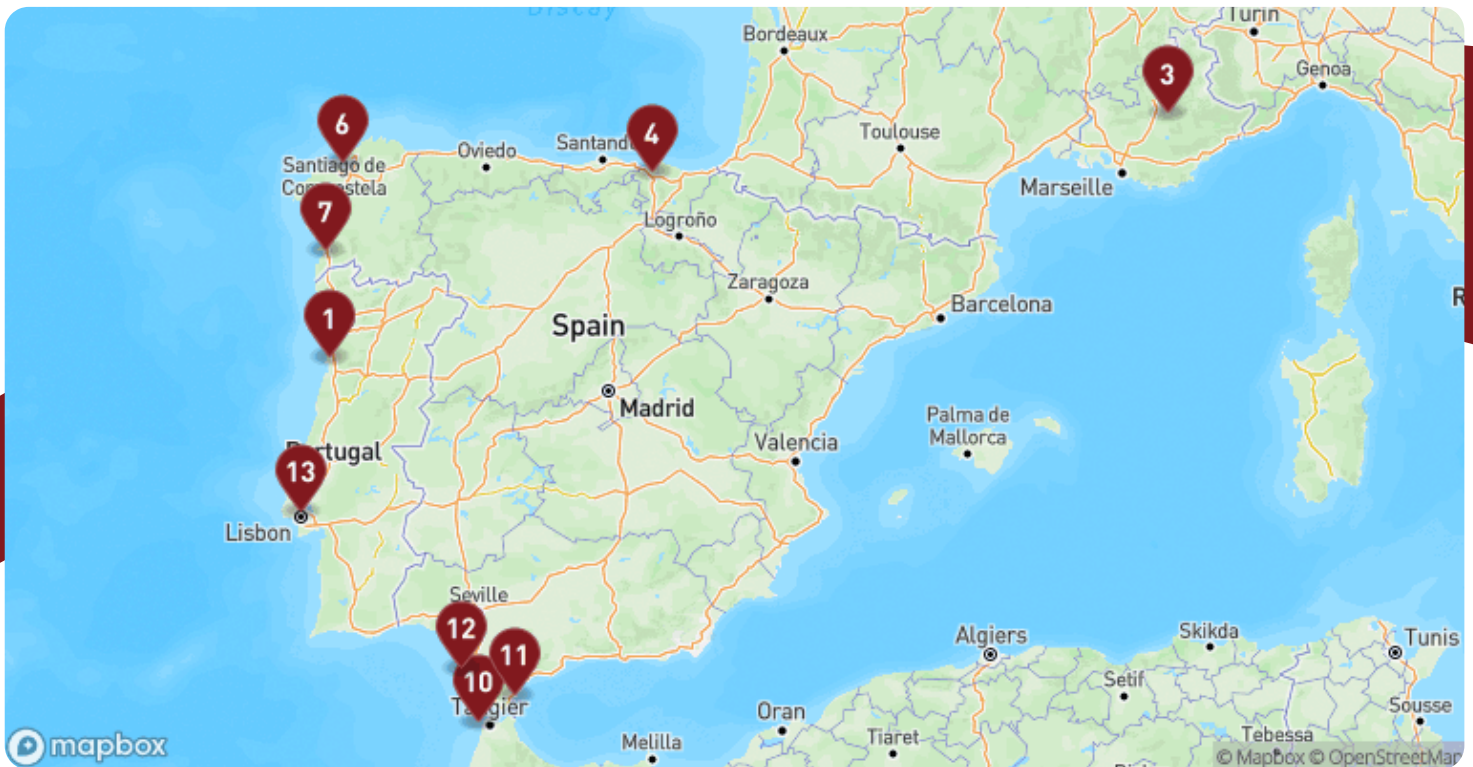 Biscay
Turin
Bordeaux
3
Genoa
6
4
Toulouse
Oviedo
Santand
Santiago de
Compostela
Marseille
7
Logroño
Zaragoza
Barcelona
R
1
Spain
Madrid
Palma de
Mallorca
Valencia
Portugal
13
Lisbon
Seville
12
11
Algiers
Skikda
Tunis
10
Tangier
Setif
Oran
Sousse
Tiaret
Tebessa
Melilla
mapbox
© Mapbox © OpenStreetMap